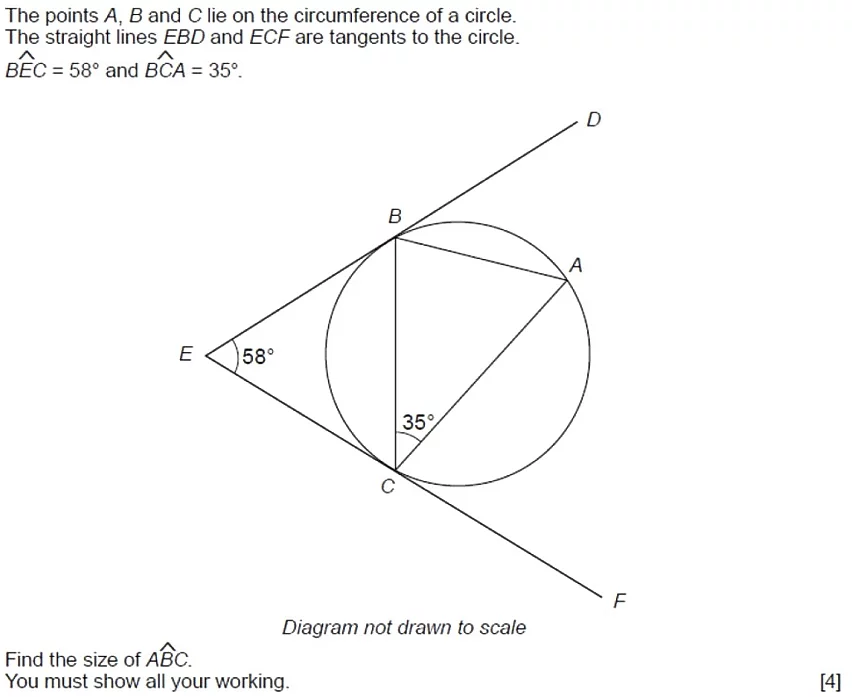 The points A, B and C lie on the circumference of a circle.
The straight lines EBD and ECF are tangents to the circle.
BÊC = 58° and BĈA = 35°.
D
B
A
E
58°
35°
C
F
Diagram not drawn to scale
Find the size of AB̂C.
You must show all your working.
[4]